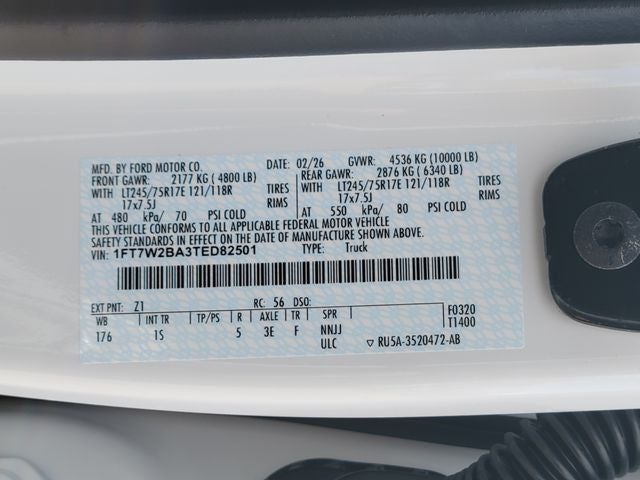 MFD. BY FORD MOTOR CO. 02/26 GVWR: 4536 KG (10000 LB)
FRONT GAWR: 2177 KG ( 4800 LB) REAR GAWR: 2876 KG ( 6340 LB)
WITH LT245/75R17E 121/118R TIRES WITH LT245/75R17E 121/118R TIRES
17x7.5J RIMS 17x7.5J RIMS
AT 480 kPa/ 70 PSI COLD AT 550 kPa/ 80 PSI COLD
THIS VEHICLE CONFORMS TO ALL APPLICABLE FEDERAL MOTOR VEHICLE
SAFETY STANDARDS IN EFFECT ON THE DATE OF MANUFACTURE SHOWN ABOVE.
VIN: 1FT7W2BA3TED82501 TYPE: Truck
EXT PNT: Z1 RC: 56 DSO:
WB INT TR TP/PS R AXLE TR SPR F0320
176 1S 5 3E F NNJJ T1400
ULC ▽ RU5A-3520472-AB